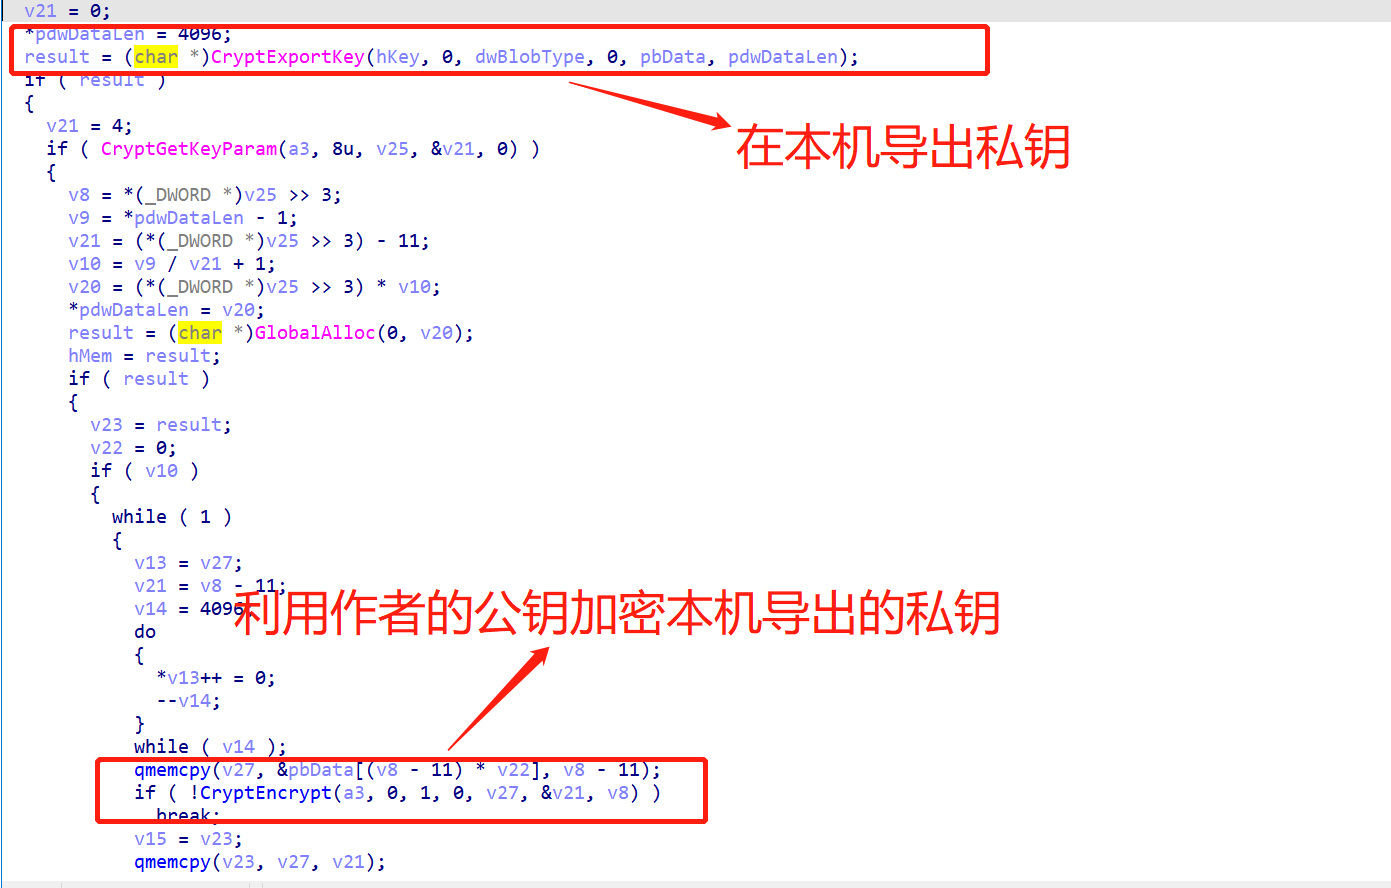 v21 = 0;
*pdwDataLen = 4096;
result = (char *)CryptExportKey(hKey, 0, dwBlobType, 0, pbData, pdwDataLen);
if ( result )
{
在本机导出私钥
v21 = 4;
if ( CryptGetKeyParam(a3, 8u, v25, &v21, 0) )
{
v8 = *(_DWORD *)v25 >> 3;
v9 = *pdwDataLen - 1;
v21 = (*(_DWORD *)v25 >> 3) - 11;
v10 = v9 / v21 + 1;
v20 = (*(_DWORD *)v25 >> 3) * v10;
*pdwDataLen = v20;
result = (char *)GlobalAlloc(0, v20);
hMem = result;
if ( result )
{
v23 = result;
v22 = 0;
if ( v10 )
{
while ( 1 )
{
v13 = v27;
v21 = v8 - 11;
v14 = 4096;
利用作者的公钥加密本机导出的私钥
do
{
*v13++ = 0;
--v14;
}
while ( v14 );
qmemcpy(v27, &pbData[(v8 - 11) * v22], v8 - 11);
if ( !CryptEncrypt(a3, 0, 1, 0, v27, &v21, v8) )
break;
v15 = v23;
qmemcpy(v23, v27, v21);